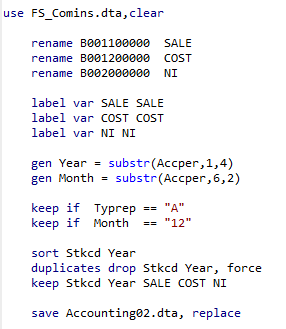 use FS_Comins.dta,clear
rename B001100000 SALE
rename B001200000 COST
rename B002000000 NI
label var SALE SALE
label var COST COST
label var NI NI
gen Year = substr(Accper,1,4)
gen Month = substr(Accper,6,2)
keep if Typrep == "A"
keep if Month == "12"
sort Stkcd Year
duplicates drop Stkcd Year, force
keep Stkcd Year SALE COST NI
save Accounting02.dta, replace